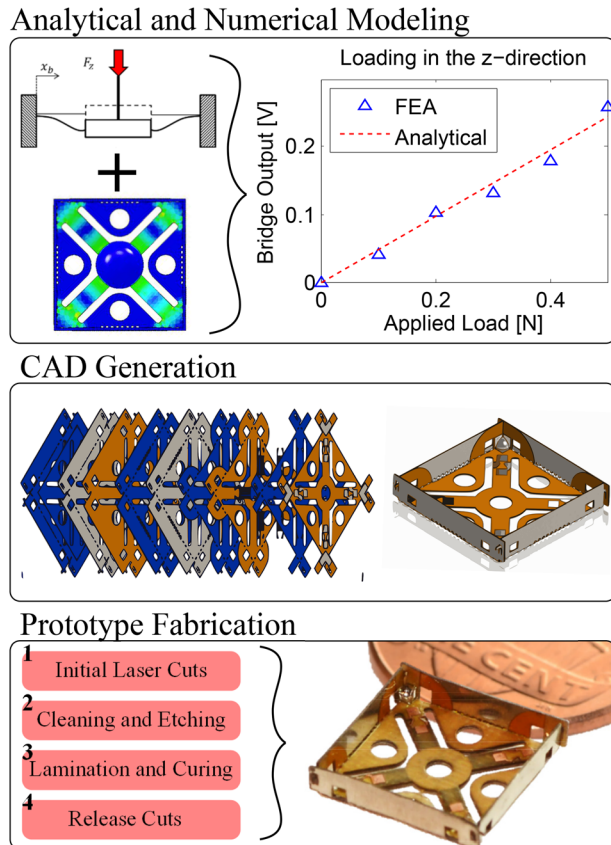 Analytical and Numerical Modeling
x_b
F_z
Loading in the z-direction
Bridge Output [V]
0.2
0.1
0
FEA
Analytical
0 0.2 0.4
Applied Load [N]
CAD Generation
Prototype Fabrication
1
Initial Laser Cuts
2
Cleaning and Etching
3
Lamination and Curing
4
Release Cuts
CENT